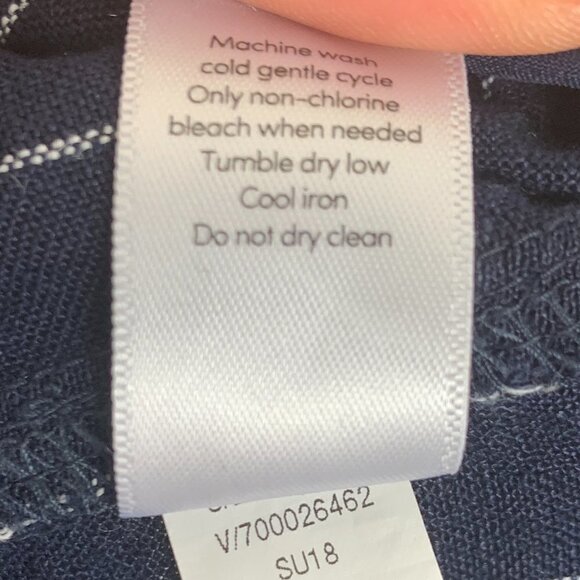 Machine wash
cold gentle cycle
Only non-chlorine
bleach when needed
Tumble dry low
Cool iron
Do not dry clean
V/700026462
SU18